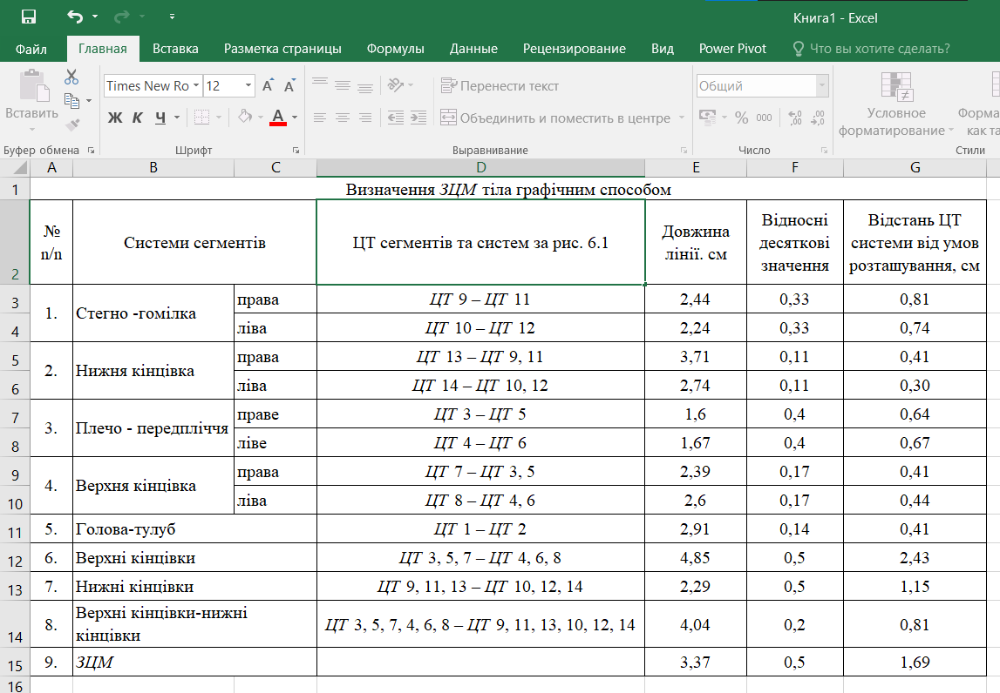 Книга1 - Excel
Файл Главная Вставка Разметка страницы Формулы Данные Рецензирование Вид Power Pivot Что вы хотите сделать?
Times New Ro 12 Перенести текст Общий
Вставить Ж К Ч А Объединить и поместить в центре % 000 Условное форматирование Форма как та
Буфер обмена Шрифт Выравнивание Число Стили
A B C D E F G
1 Визначення ЗЦМ тіла графічним способом
2 № п/п Системи сегментів ЦТ сегментів та систем за рис. 6.1 Довжина лінії. см Відносні десяткові значення Відстань ЦТ системи від умов розташування, см
3 1. Стегно -гомілка права ЦТ 9 – ЦТ 11 2,44 0,33 0,81
4 ліва ЦТ 10 – ЦТ 12 2,24 0,33 0,74
5 2. Нижня кінцівка права ЦТ 13 – ЦТ 9, 11 3,71 0,11 0,41
6 ліва ЦТ 14 – ЦТ 10, 12 2,74 0,11 0,30
7 3. Плечо - передпліччя праве ЦТ 3 – ЦТ 5 1,6 0,4 0,64
8 ліве ЦТ 4 – ЦТ 6 1,67 0,4 0,67
9 4. Верхня кінцівка права ЦТ 7 – ЦТ 3, 5 2,39 0,17 0,41
10 ліва ЦТ 8 – ЦТ 4, 6 2,6 0,17 0,44
11 5. Голова-тулуб ЦТ 1 – ЦТ 2 2,91 0,14 0,41
12 6. Верхні кінцівки ЦТ 3, 5, 7 – ЦТ 4, 6, 8 4,85 0,5 2,43
13 7. Нижні кінцівки ЦТ 9, 11, 13 – ЦТ 10, 12, 14 2,29 0,5 1,15
14 8. Верхні кінцівки-нижні кінцівки ЦТ 3, 5, 7, 4, 6, 8 – ЦТ 9, 11, 13, 10, 12, 14 4,04 0,2 0,81
15 9. ЗЦМ 3,37 0,5 1,69
16